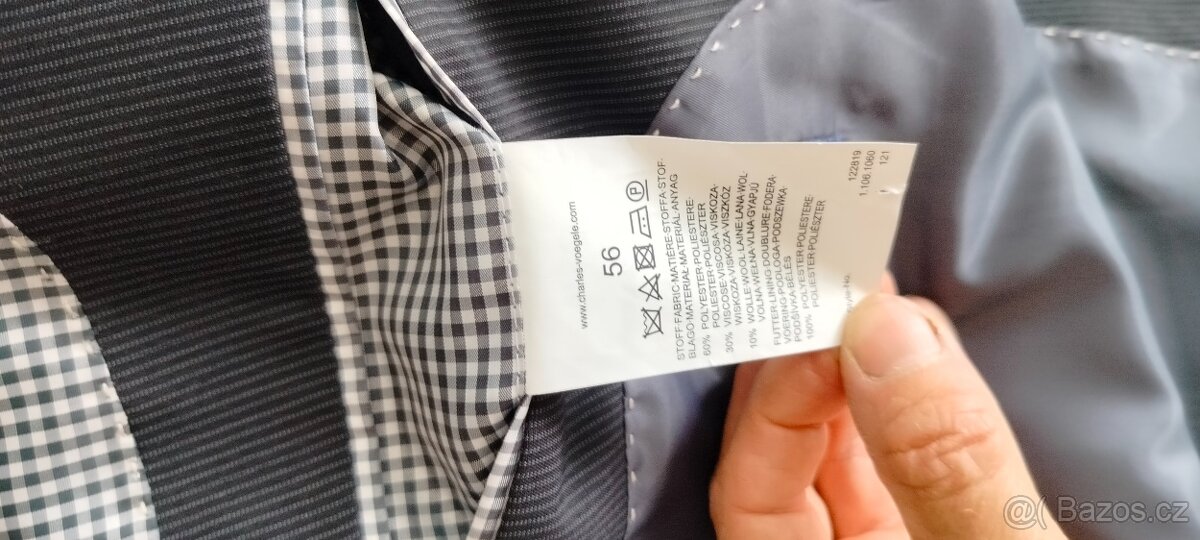 www.charles-voegele.com
56
P
STOFF·FABRIC·MATIÈRE·STOFFA·STOF·
BLAGO·MATERIAŁ·MATERIÁL·ANYAG
60% POLYESTER·POLIESTERE·
POLIESTER·POLIÉSZTER
30% VISCOSE·VISCOSA·VISKOZA·
WISKOZA·VISKÓZA·VISZKÓZ
10% WOLLE·WOOL·LAINE·LANA·WOL·
VOLNA·WEŁNA·VLNA·GYAPJÚ
FUTTER·LINING·DOUBLURE·FODERA·
VOERING·PODLOGA·PODSZEWKA·
PODŠÍVKA·BÉLÉS
100% POLYESTER·POLIESTERE·
POLIESTER·POLIÉSZTER
122819
1.106.1060
121
@ Bazos.cz